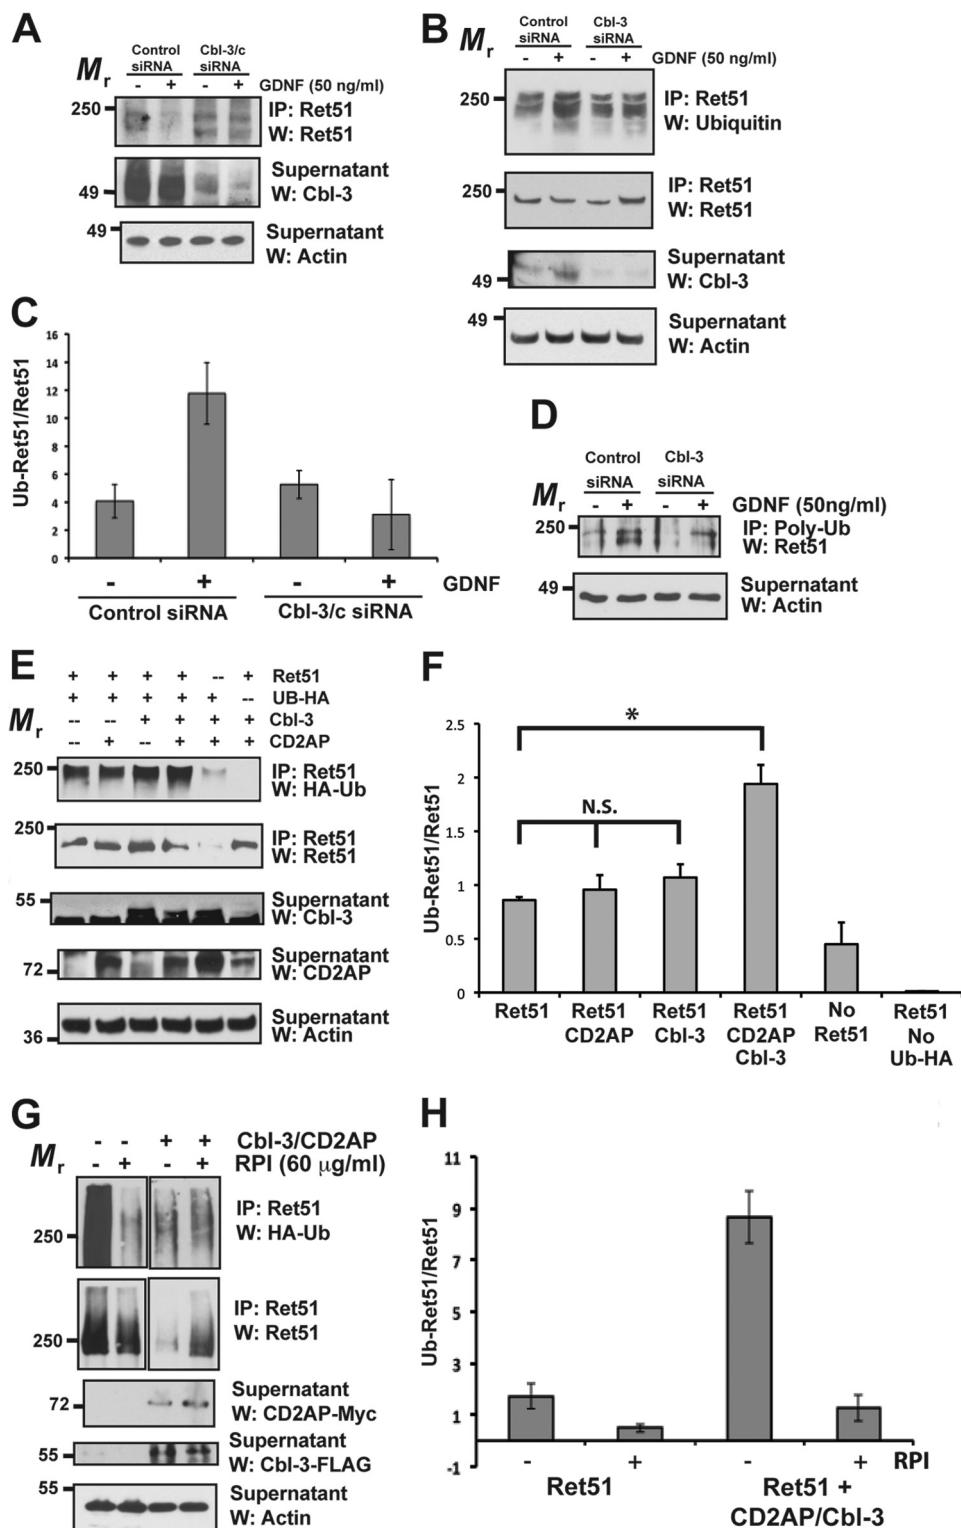 A
Control siRNA
Cbl-3/c siRNA
Mr
- + - +
GDNF (50 ng/ml)
250
IP: Ret51
W: Ret51
49
Supernatant
W: Cbl-3
49
Supernatant
W: Actin
B
Control siRNA
Cbl-3 siRNA
Mr
- + - +
GDNF (50 ng/ml)
250
IP: Ret51
W: Ubiquitin
250
IP: Ret51
W: Ret51
49
Supernatant
W: Cbl-3
49
Supernatant
W: Actin
C
Ub-Ret51/Ret51
16
14
12
10
8
6
4
2
0
- + - + GDNF
Control siRNA
Cbl-3/c siRNA
D
Control siRNA
Cbl-3 siRNA
Mr
- + - +
GDNF (50ng/ml)
250
IP: Poly-Ub
W: Ret51
49
Supernatant
W: Actin
E
+ + + + -- + Ret51
+ + + + + -- UB-HA
Mr
-- -- + + + + Cbl-3
-- + -- + + + CD2AP
250
IP: Ret51
W: HA-Ub
250
IP: Ret51
W: Ret51
55
Supernatant
W: Cbl-3
72
Supernatant
W: CD2AP
36
Supernatant
W: Actin
F
Ub-Ret51/Ret51
2.5
2
1.5
1
0.5
0
*
N.S.
Ret51
Ret51 CD2AP
Ret51 Cbl-3
Ret51 CD2AP Cbl-3
No Ret51
Ret51 No Ub-HA
G
Mr
- - + + Cbl-3/CD2AP
- + - + RPI (60 µg/ml)
250
IP: Ret51
W: HA-Ub
250
IP: Ret51
W: Ret51
72
Supernatant
W: CD2AP-Myc
55
Supernatant
W: Cbl-3-FLAG
55
Supernatant
W: Actin
H
Ub-Ret51/Ret51
11
9
7
5
3
1
-1
- + - + RPI
Ret51
Ret51 +
CD2AP/Cbl-3